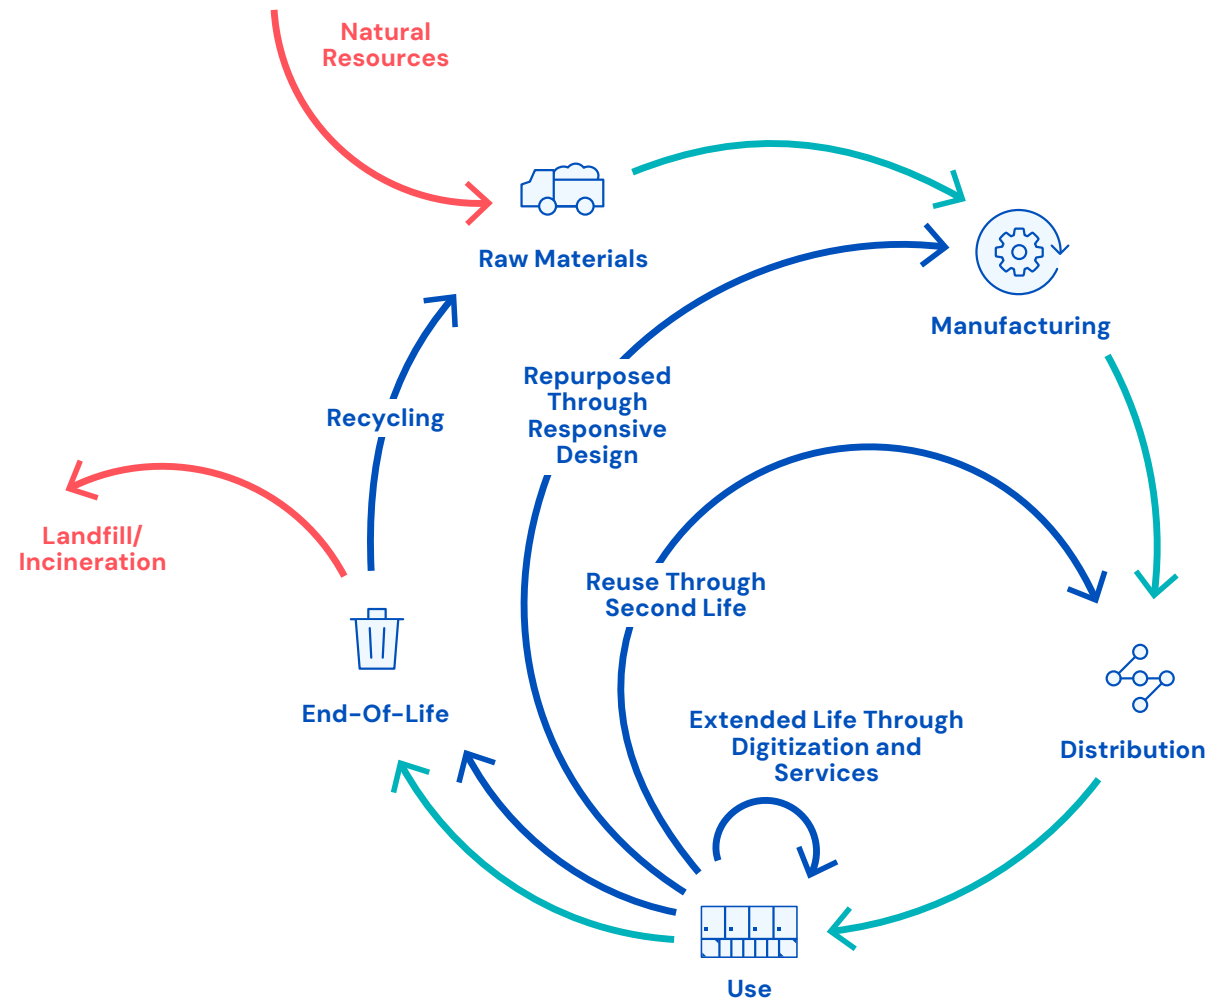 Natural
Resources
Raw Materials
Manufacturing
Repurposed
Through
Responsive
Design
Recycling
Landfill/
Incineration
Reuse Through
Second Life
End-Of-Life
Extended Life Through
Digitization and
Services
Distribution
Use